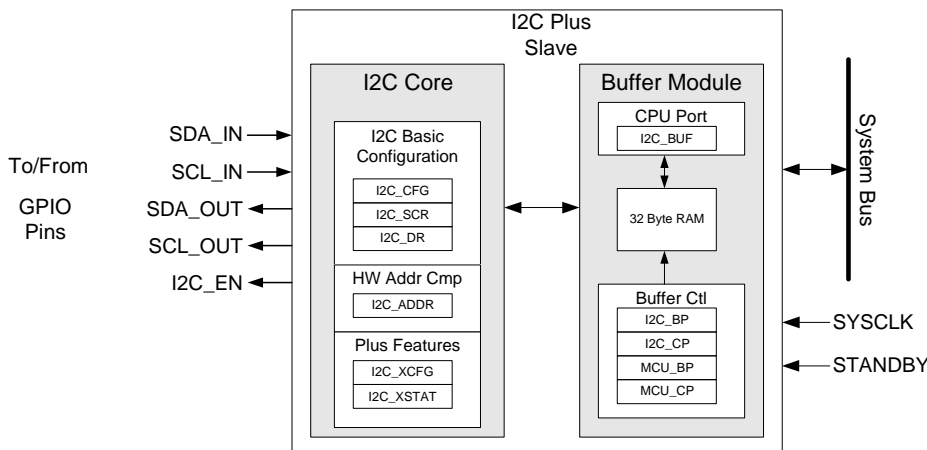 I2C Plus
Slave
I2C Core
Buffer Module
I2C Basic
Configuration
I2C_CFG
I2C_SCR
I2C_DR
HW Addr Cmp
I2C_ADDR
Plus Features
I2C_XCFG
I2C_XSTAT
CPU Port
I2C_BUF
32 Byte RAM
Buffer Ctl
I2C_BP
I2C_CP
MCU_BP
MCU_CP
To/From
GPIO
Pins
SDA_IN
SCL_IN
SDA_OUT
SCL_OUT
I2C_EN
System Bus
SYSCLK
STANDBY